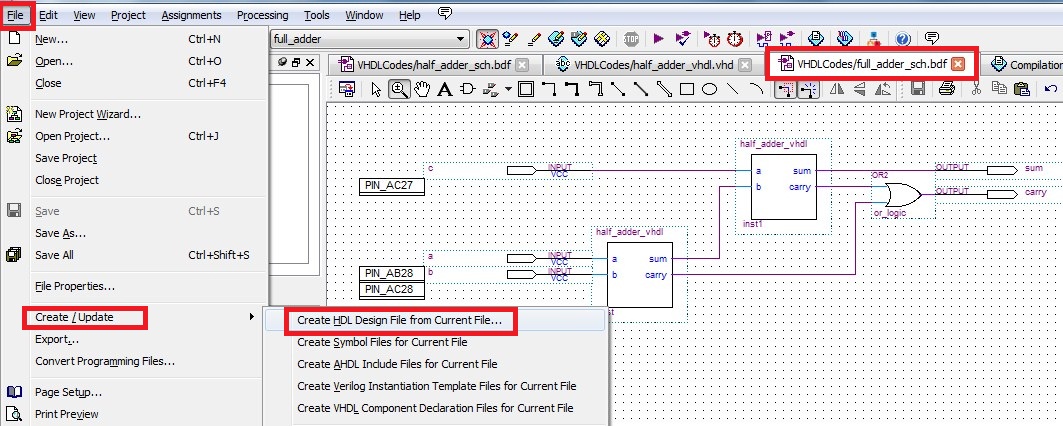 File Edit View Project Assignments Processing Tools Window Help
New... Ctrl+N
Open... Ctrl+O
Close Ctrl+F4
New Project Wizard...
Open Project... Ctrl+J
Save Project
Close Project
Save Ctrl+S
Save As...
Save All Ctrl+Shift+S
File Properties...
Create / Update
Export...
Convert Programming Files...
Page Setup...
Print Preview
Create HDL Design File from Current File...
Create Symbol Files for Current File
Create AHDL Include Files for Current File
Create Verilog Instantiation Template Files for Current File
Create VHDL Component Declaration Files for Current File
full_adder
STOP
VHDLCodes/half_adder_sch.bdf
VHDLCodes/half_adder_vhdl.vhd
VHDLCodes/full_adder_sch.bdf
Compilation
half_adder_vhdl
c INPUT VCC
a sum
b carry
inst1
PIN_AC27
OR2
or_logic
OUTPUT sum
OUTPUT carry
half_adder_vhdl
a INPUT VCC
b INPUT VCC
a sum
b carry
PIN_AB28
PIN_AC28